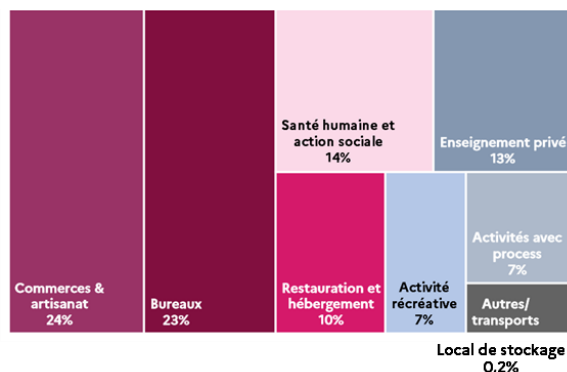 Santé humaine et
action sociale
14%
Enseignement privé
13%
Commerces &
artisanat
24%
Bureaux
23%
Restauration et
hébergement
10%
Activité
récréative
7%
Activités avec
process
7%
Autres/
transports
Local de stockage
0,2%